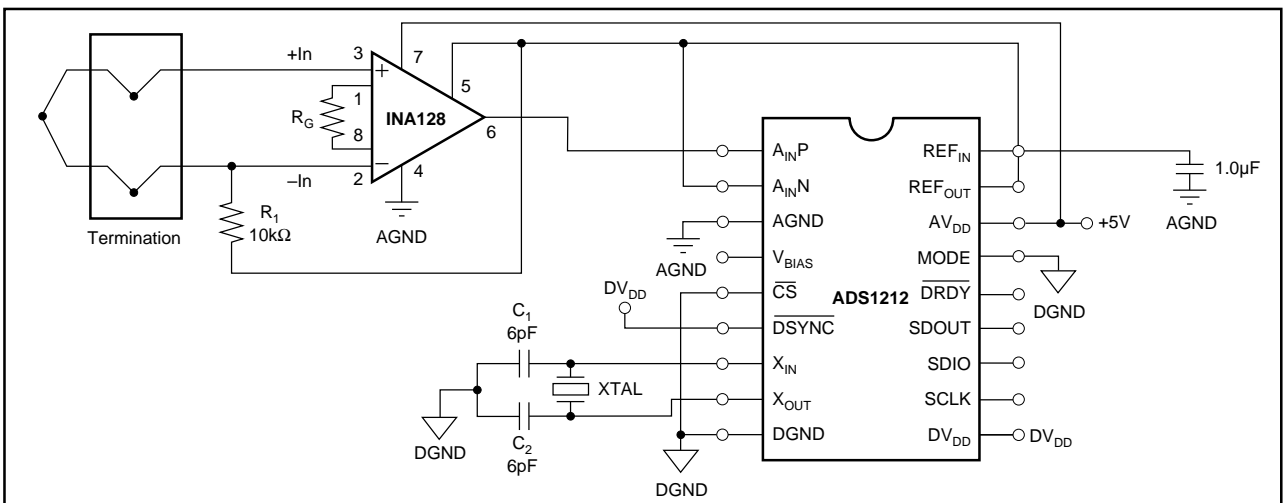 +In
3
7
1
5
R_G
INA128
6
8
–In
2
4
AGND
Termination
R_1
10kΩ
A_INP
REF_IN
1.0µF
A_INN
REF_OUT
AGND
AGND
AV_DD
+5V
AGND
V_BIAS
MODE
DV_DD
CS
ADS1212
DRDY
DGND
C_1
6pF
DSYNC
SDOUT
X_IN
SDIO
XTAL
X_OUT
SCLK
DGND
C_2
6pF
DGND
DV_DD
DV_DD
DGND